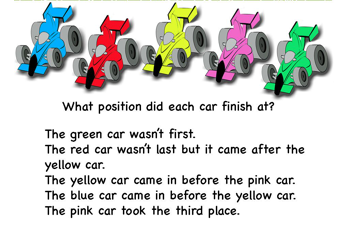 What position did each car finish at?
The green car wasn't first.
The red car wasn't last but it came after the
yellow car.
The yellow car came in before the pink car.
The blue car came in before the yellow car.
The pink car took the third place.